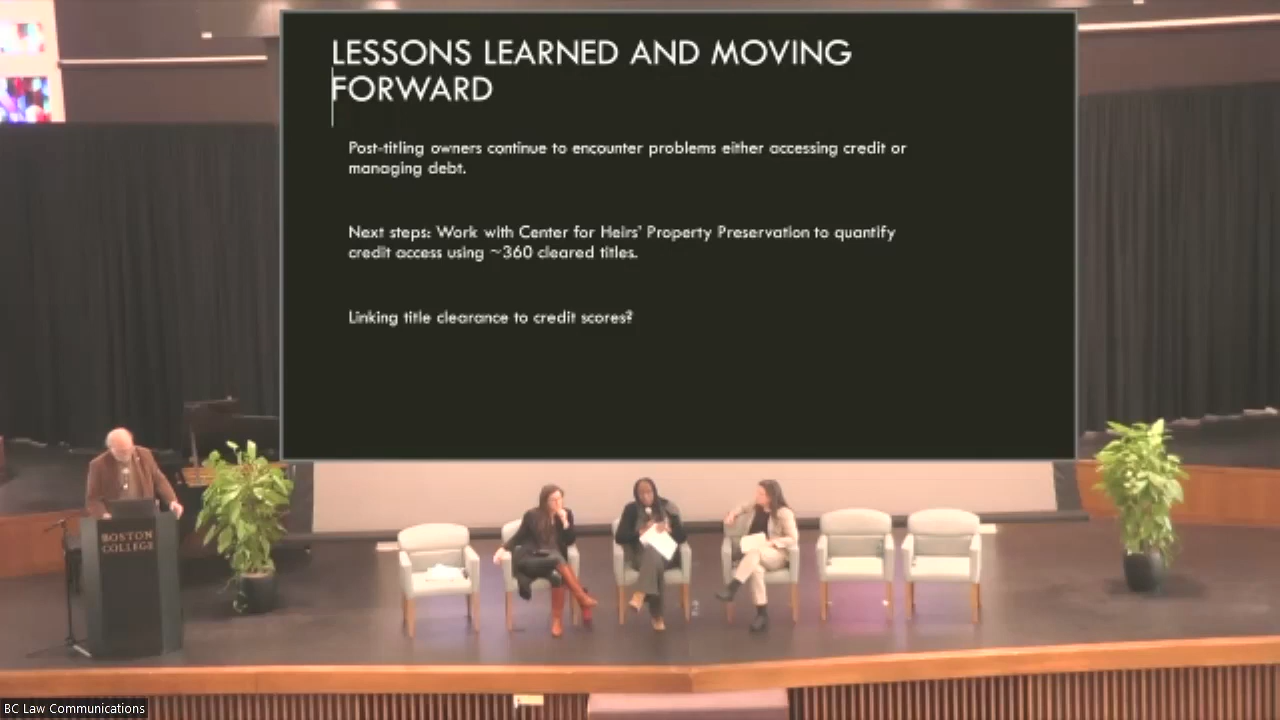 LESSONS LEARNED AND MOVING
FORWARD
Post-titling owners continue to encounter problems either accessing credit or
managing debt.
Next steps: Work with Center for Heirs' Property Preservation to quantify
credit access using ~360 cleared titles.
Linking title clearance to credit scores?
BOSTON
COLLEGE
BC Law Communications